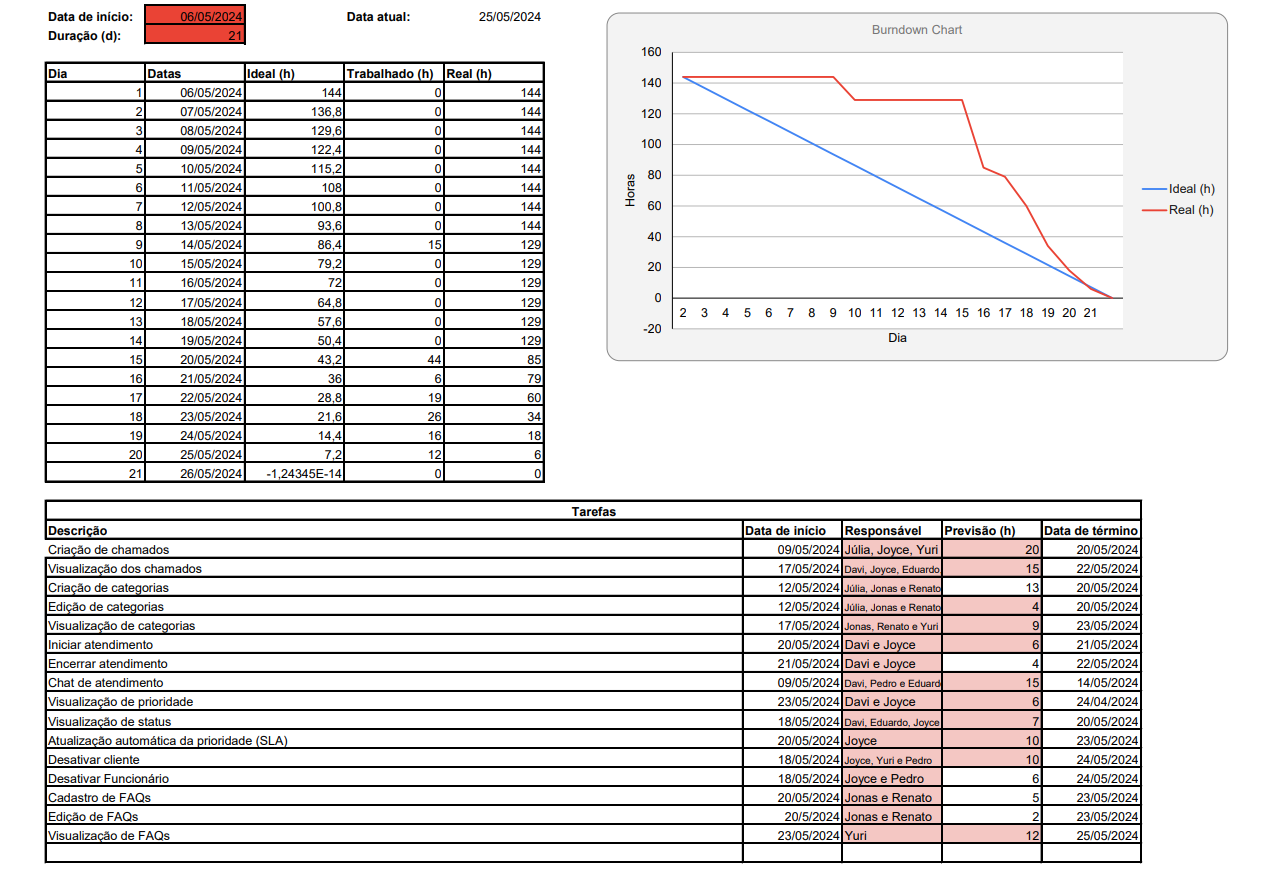 Data de início: 06/05/2024 Data atual: 25/05/2024
Duração (d): 21
Dia Datas Ideal (h) Trabalhado (h) Real (h)
1 06/05/2024 144 0 144
2 07/05/2024 136,8 0 144
3 08/05/2024 129,6 0 144
4 09/05/2024 122,4 0 144
5 10/05/2024 115,2 0 144
6 11/05/2024 108 0 144
7 12/05/2024 100,8 0 144
8 13/05/2024 93,6 0 144
9 14/05/2024 86,4 15 129
10 15/05/2024 79,2 0 129
11 16/05/2024 72 0 129
12 17/05/2024 64,8 0 129
13 18/05/2024 57,6 0 129
14 19/05/2024 50,4 0 129
15 20/05/2024 43,2 44 85
16 21/05/2024 36 6 79
17 22/05/2024 28,8 19 60
18 23/05/2024 21,6 26 34
19 24/05/2024 14,4 16 18
20 25/05/2024 7,2 12 6
21 26/05/2024 -1,24345E-14 0 0
Burndown Chart
160
140
120
100
80
60
40
20
0
-20
Horas
2 3 4 5 6 7 8 9 10 11 12 13 14 15 16 17 18 19 20 21
Dia
Ideal (h)
Real (h)
Tarefas
Descrição Data de início Responsável Previsão (h) Data de término
Criação de chamados 09/05/2024 Júlia, Joyce, Yuri 20 20/05/2024
Visualização dos chamados 17/05/2024 Davi, Joyce, Eduardo 15 22/05/2024
Criação de categorias 12/05/2024 Júlia, Jonas e Renato 13 20/05/2024
Edição de categorias 12/05/2024 Júlia, Jonas e Renato 4 20/05/2024
Visualização de categorias 17/05/2024 Jonas, Renato e Yuri 9 23/05/2024
Iniciar atendimento 20/05/2024 Davi e Joyce 6 21/05/2024
Encerrar atendimento 21/05/2024 Davi e Joyce 4 22/05/2024
Chat de atendimento 09/05/2024 Davi, Pedro e Eduard 15 14/05/2024
Visualização de prioridade 23/05/2024 Davi e Joyce 6 24/04/2024
Visualização de status 18/05/2024 Davi, Eduardo, Joyce 7 20/05/2024
Atualização automática da prioridade (SLA) 20/05/2024 Joyce 10 23/05/2024
Desativar cliente 18/05/2024 Joyce, Yuri e Pedro 10 24/05/2024
Desativar Funcionário 18/05/2024 Joyce e Pedro 6 24/05/2024
Cadastro de FAQs 20/05/2024 Jonas e Renato 5 23/05/2024
Edição de FAQs 20/5/2024 Jonas e Renato 2 23/05/2024
Visualização de FAQs 23/05/2024 Yuri 12 25/05/2024